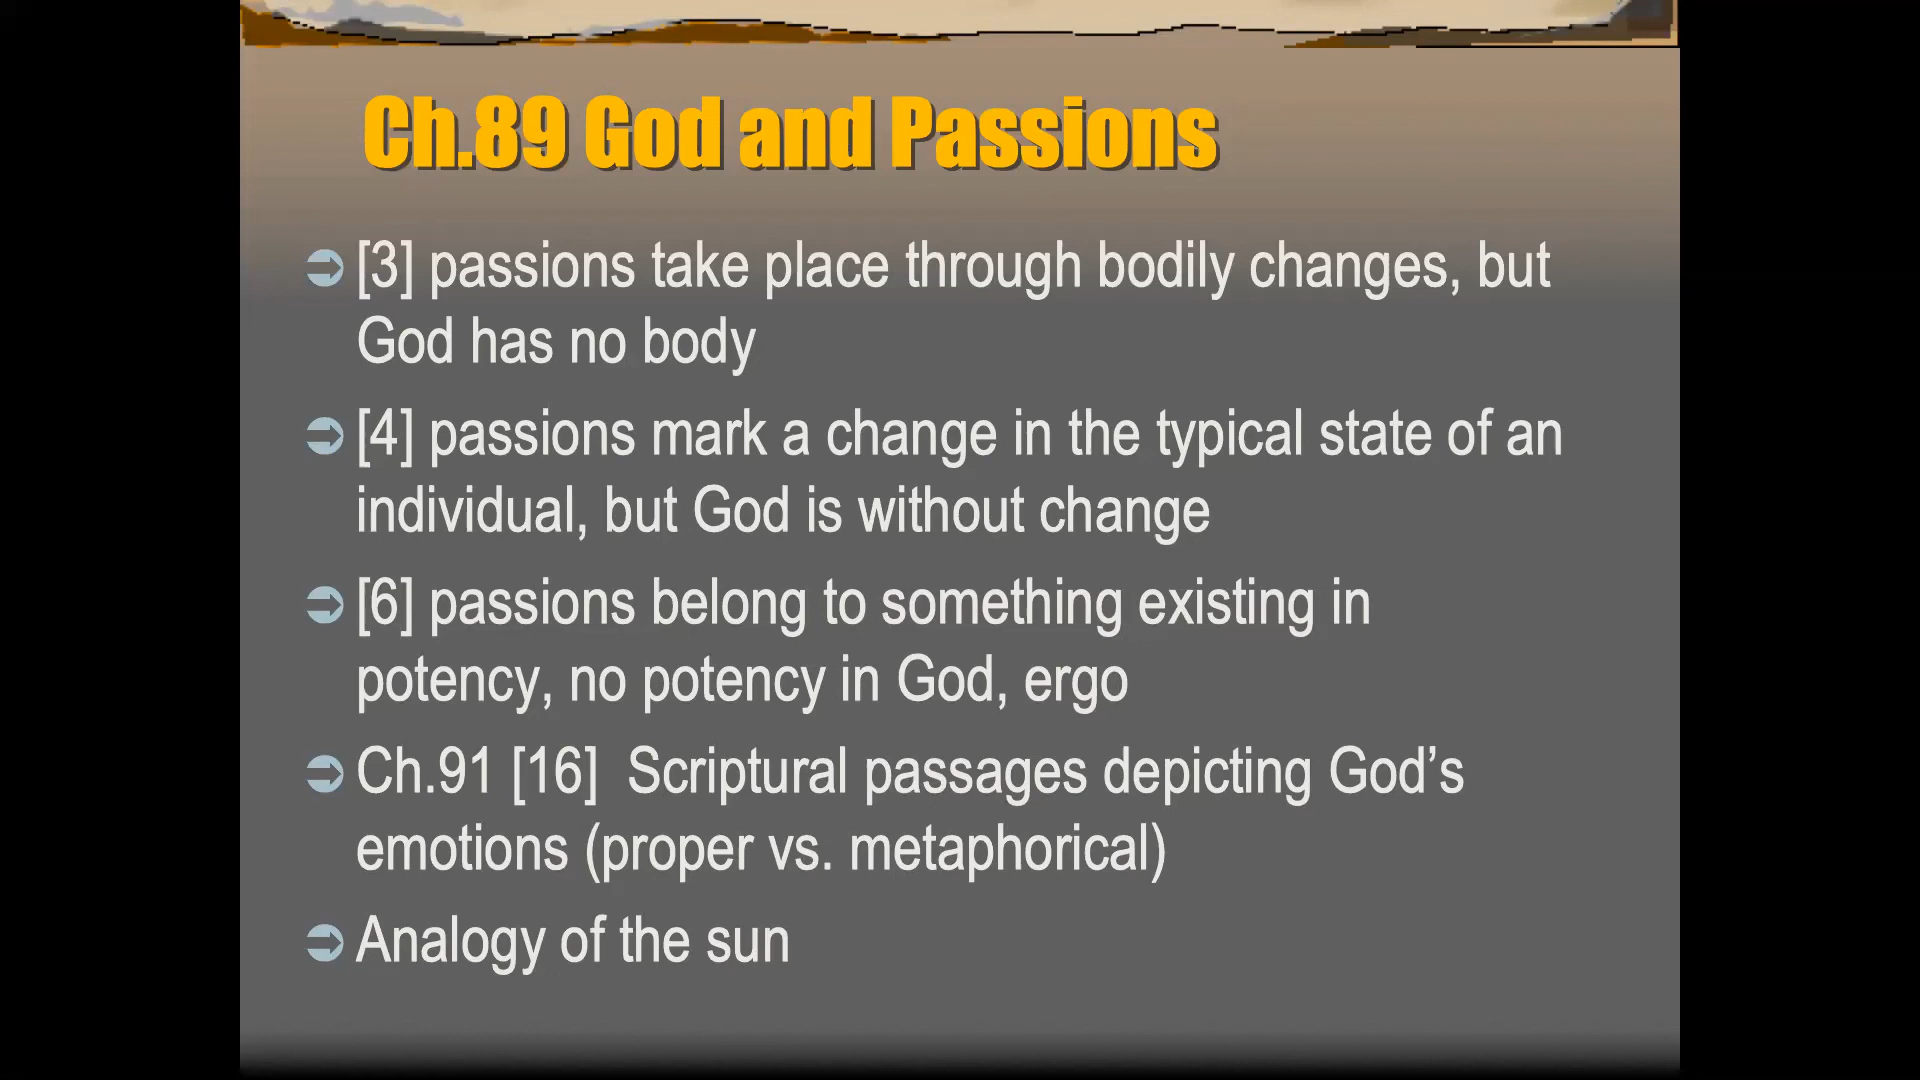 Ch.89 God and Passions
[3] passions take place through bodily changes, but
God has no body
[4] passions mark a change in the typical state of an
individual, but God is without change
[6] passions belong to something existing in
potency, no potency in God, ergo
Ch.91 [16]  Scriptural passages depicting God’s
emotions (proper vs. metaphorical)
Analogy of the sun